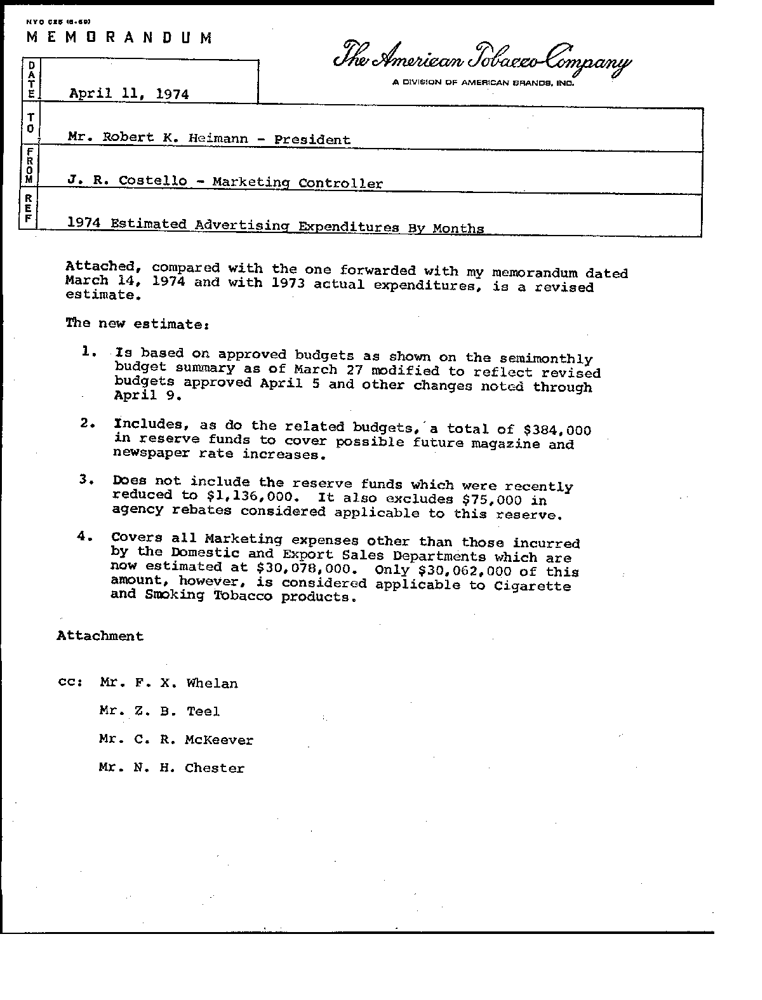 MEMORANDUM
The American Tobacco Company
A DIVISION OF AMERICAN BRANDS, INC.
DATE
April 11, 1974
TO
Mr. Robert K. Heimann - President
FROM
J. R. Costello - Marketing Controller
REF
1974 Estimated Advertising Expenditures By Months
Attached, compared with the one forwarded with my memorandum dated
March 14, 1974 and with 1973 actual expenditures, is a revised
estimate.
The new estimate:
1. Is based on approved budgets as shown on the semimonthly
budget summary as of March 27 modified to reflect revised
budgets approved April 5 and other changes noted through
April 9.
2. Includes, as do the related budgets, a total of $384,000
in reserve funds to cover possible future magazine and
newspaper rate increases.
3. Does not include the reserve funds which were recently
reduced to $1,136,000. It also excludes $75,000 in
agency rebates considered applicable to this reserve.
4. Covers all Marketing expenses other than those incurred
by the Domestic and Export Sales Departments which are
now estimated at $30,078,000. Only $30,062,000 of this
amount, however, is considered applicable to Cigarette
and Smoking Tobacco products.
Attachment
cc: Mr. F. X. Whelan
Mr. Z. B. Teel
Mr. C. R. McKeever
Mr. N. H. Chester